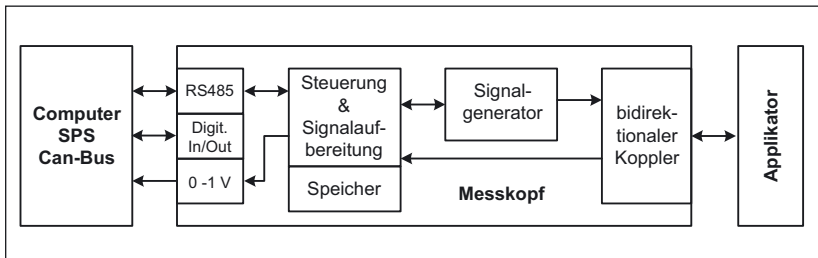 Computer
SPS
Can-Bus
RS485
Digit.
In/Out
0 -1 V
Steuerung
&
Signalauf-
bereitung
Speicher
Signal-
generator
Messkopf
bidirek-
tionaler
Koppler
Applikator